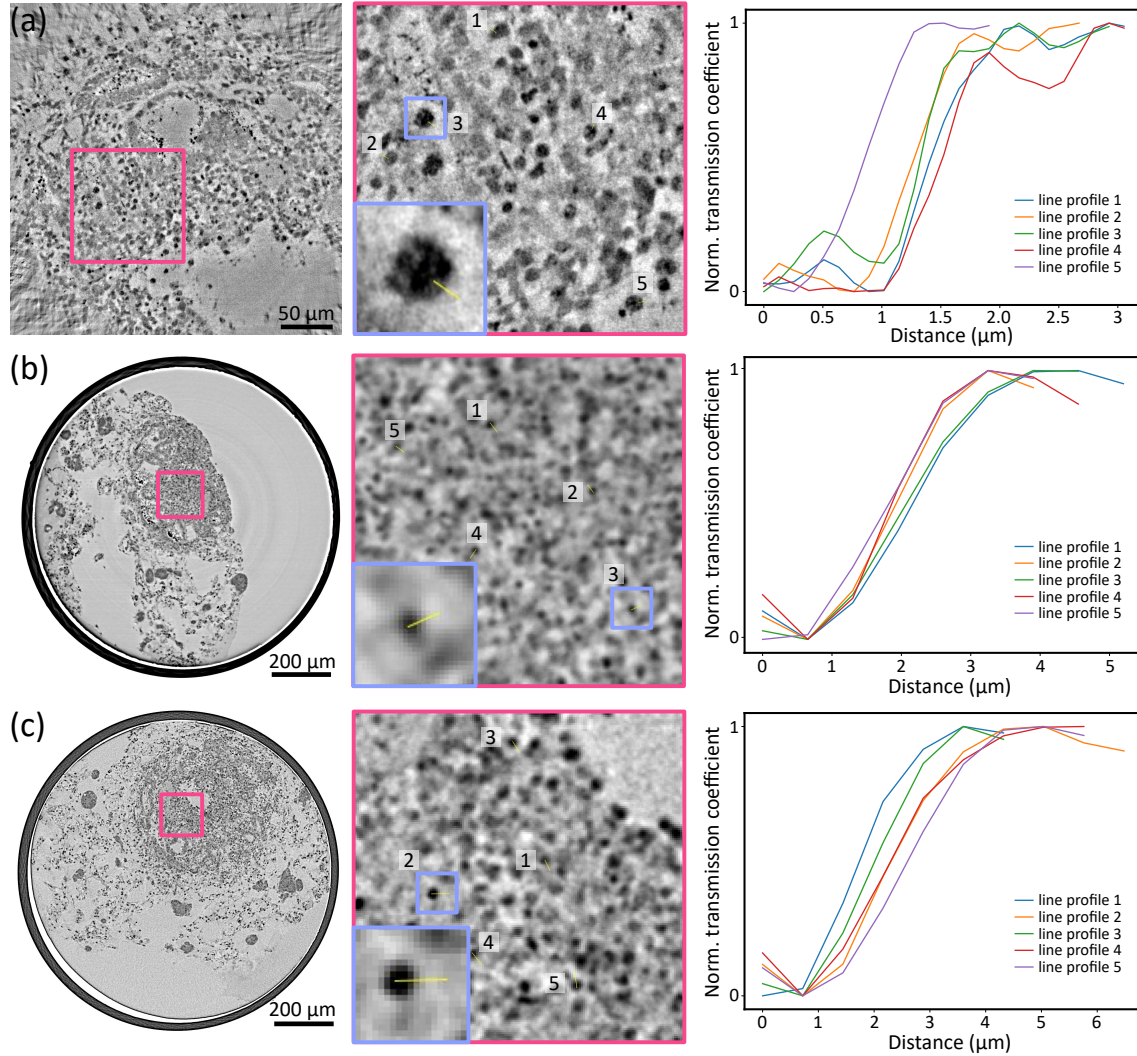 (a)
50 µm
1
2
3
4
5
Norm. transmission coefficient
1
0
line profile 1
line profile 2
line profile 3
line profile 4
line profile 5
0 0.5 1 1.5 2 2.5 3
Distance (µm)
(b)
200 µm
1
5
2
4
3
Norm. transmission coefficient
1
0
line profile 1
line profile 2
line profile 3
line profile 4
line profile 5
0 1 2 3 4 5
Distance (µm)
(c)
200 µm
3
2
1
4
5
Norm. transmission coefficient
1
0
line profile 1
line profile 2
line profile 3
line profile 4
line profile 5
0 1 2 3 4 5 6
Distance (µm)